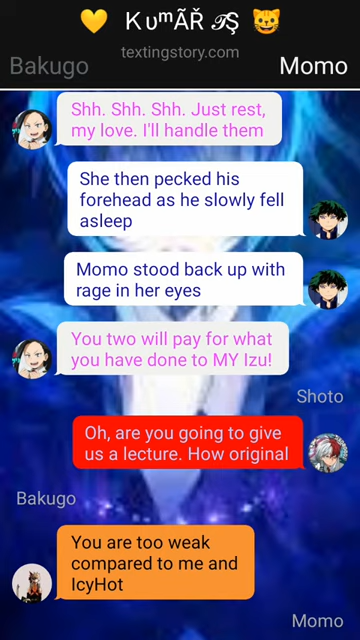 💛 Kυᵐ ÃŘ 𝒯Ş 😺
textingstory.com
Bakugo
Momo
Shh. Shh. Shh. Just rest,
my love. I'll handle them
She then pecked his
forehead as he slowly fell
asleep
Momo stood back up with
rage in her eyes
You two will pay for what
you have done to MY Izu!
Shoto
Oh, are you going to give
us a lecture. How original
Bakugo
You are too weak
compared to me and
IcyHot
Momo